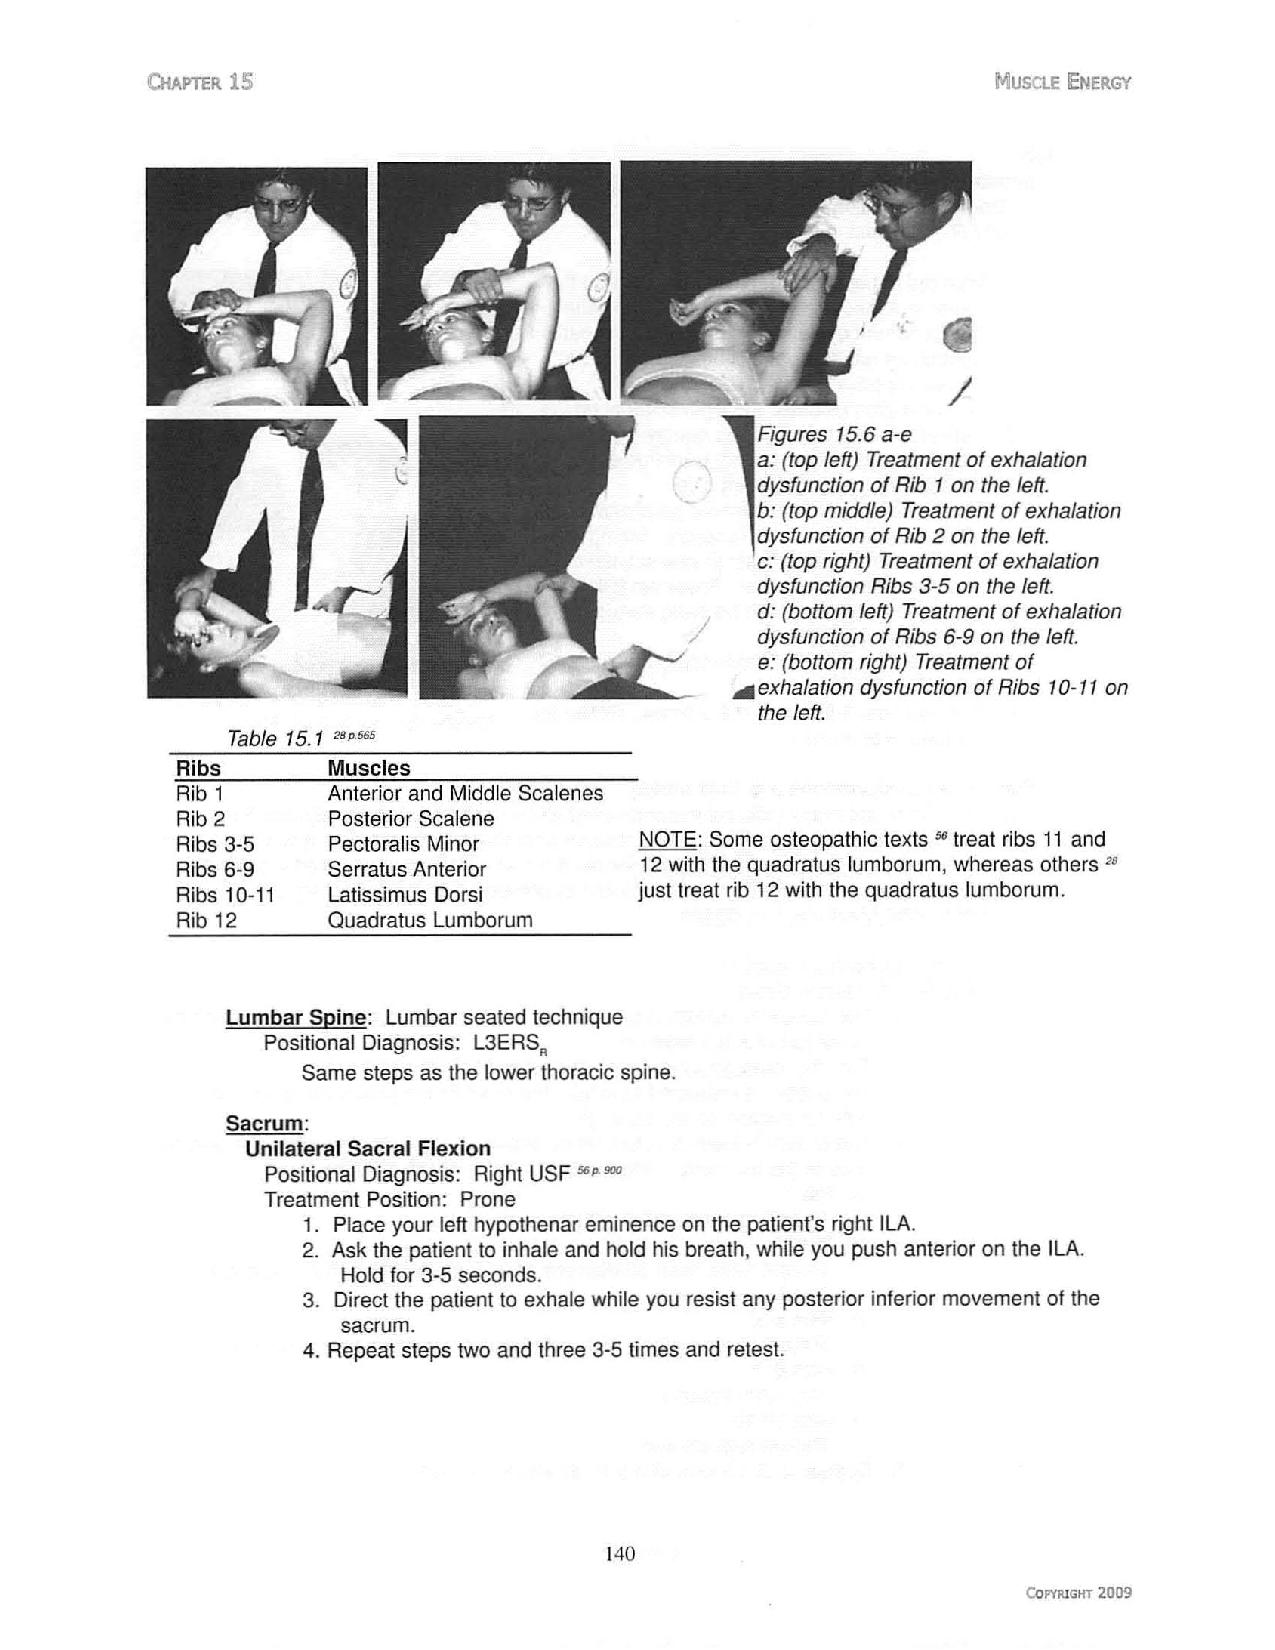 CHAPTER 15
MUSCLE ENERGY
Figures 15.6 a-e
a: (top left) Treatment of exhalation
dysfunction of Rib 1 on the left.
b: (top middle) Treatment of exhalation
dysfunction of Rib 2 on the left.
c: (top right) Treatment of exhalation
dysfunction Ribs 3-5 on the left.
d: (bottom left) Treatment of exhalation
dysfunction of Ribs 6-9 on the left.
e: (bottom right) Treatment of
exhalation dysfunction of Ribs 10-11 on
the left.
Table 15.1 28 p.565
Ribs Muscles
Rib 1 Anterior and Middle Scalenes
Rib 2 Posterior Scalene
Ribs 3-5 Pectoralis Minor
Ribs 6-9 Serratus Anterior
Ribs 10-11 Latissimus Dorsi
Rib 12 Quadratus Lumborum
NOTE: Some osteopathic texts 56 treat ribs 11 and
12 with the quadratus lumborum, whereas others 28
just treat rib 12 with the quadratus lumborum.
Lumbar Spine: Lumbar seated technique
Positional Diagnosis: L3ERSR
Same steps as the lower thoracic spine.
Sacrum:
Unilateral Sacral Flexion
Positional Diagnosis: Right USF 56 p. 900
Treatment Position: Prone
1. Place your left hypothenar eminence on the patient's right ILA.
2. Ask the patient to inhale and hold his breath, while you push anterior on the ILA.
Hold for 3-5 seconds.
3. Direct the patient to exhale while you resist any posterior inferior movement of the
sacrum.
4. Repeat steps two and three 3-5 times and retest.
140
COPYRIGHT 2009